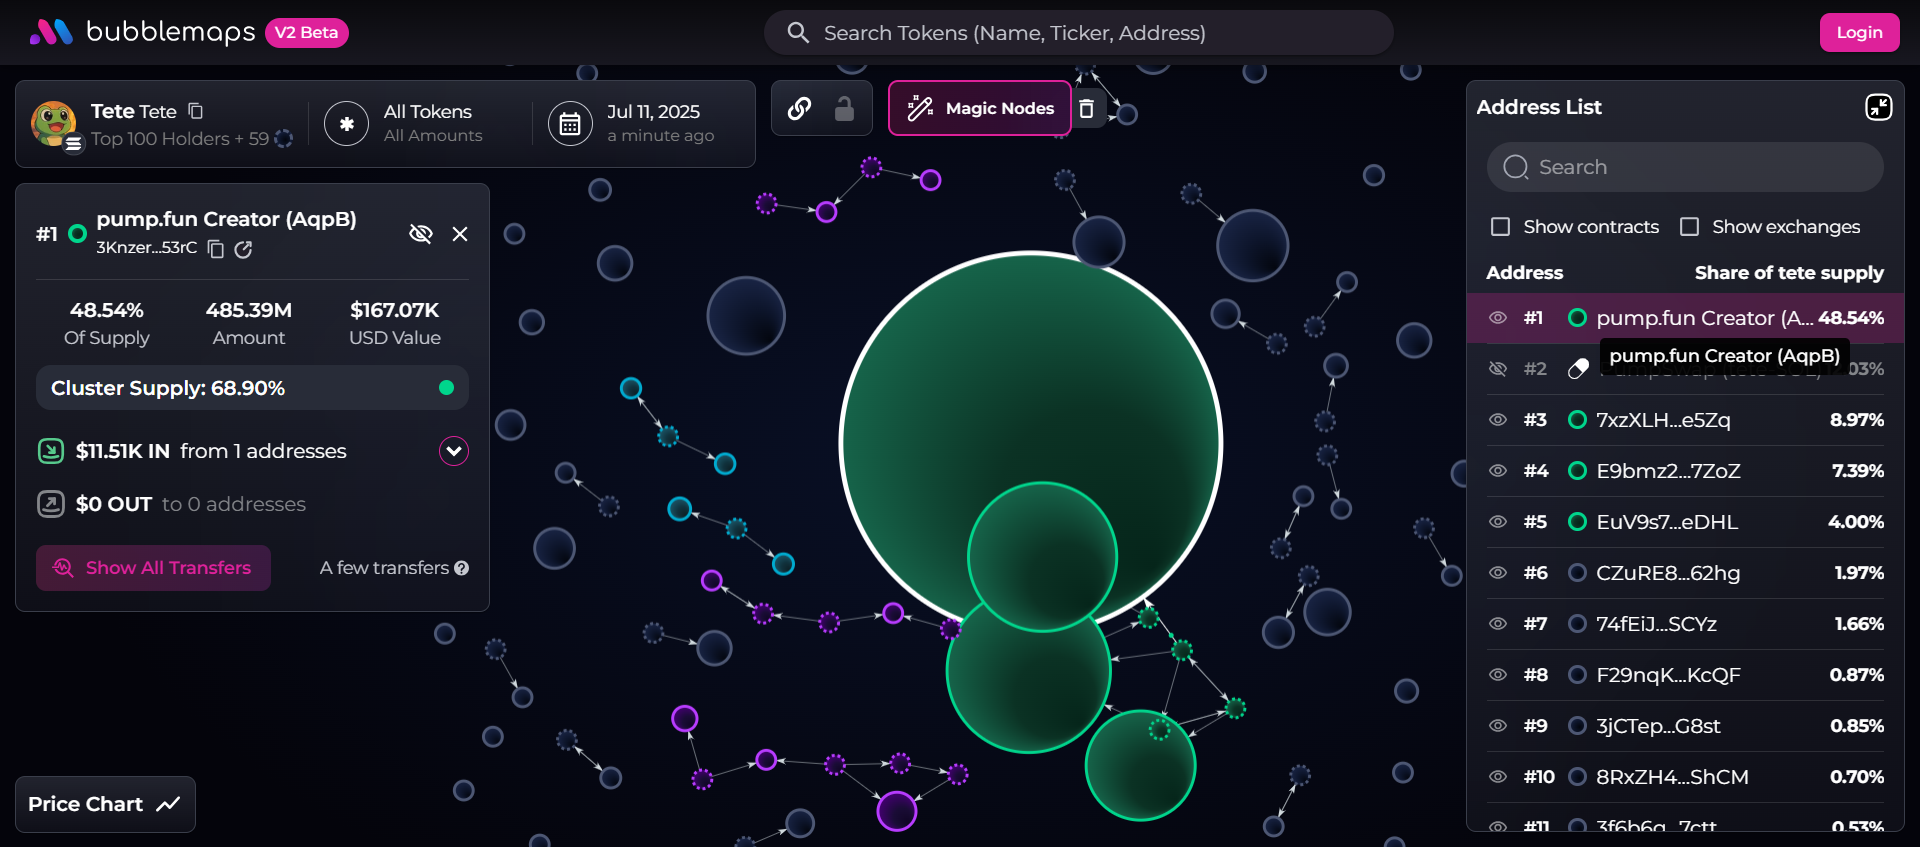 bubblemaps V2 Beta
Search Tokens (Name, Ticker, Address)
Login
Tete Tete
Top 100 Holders + 59
All Tokens
All Amounts
Jul 11, 2025
a minute ago
Magic Nodes
#1 pump.fun Creator (AqpB)
3Knzer...53rC
48.54% 485.39M $167.07K
Of Supply Amount USD Value
Cluster Supply: 68.90%
$11.51K IN from 1 addresses
$0 OUT to 0 addresses
Show All Transfers A few transfers ?
Price Chart
Address List
Search
Show contracts Show exchanges
Address Share of tete supply
#1 pump.fun Creator (A... 48.54%
pump.fun Creator (AqpB)
#2
#3 7xzXLH...e5Zq 8.97%
#4 E9bmz2...7ZoZ 7.39%
#5 EuV9s7...eDHL 4.00%
#6 CZuRE8...62hg 1.97%
#7 74fEiJ...SCYz 1.66%
#8 F29nqK...KcQF 0.87%
#9 3jCTep...G8st 0.85%
#10 8RxZH4...ShCM 0.70%
#11 3f6b6q...7ctt 0.53%